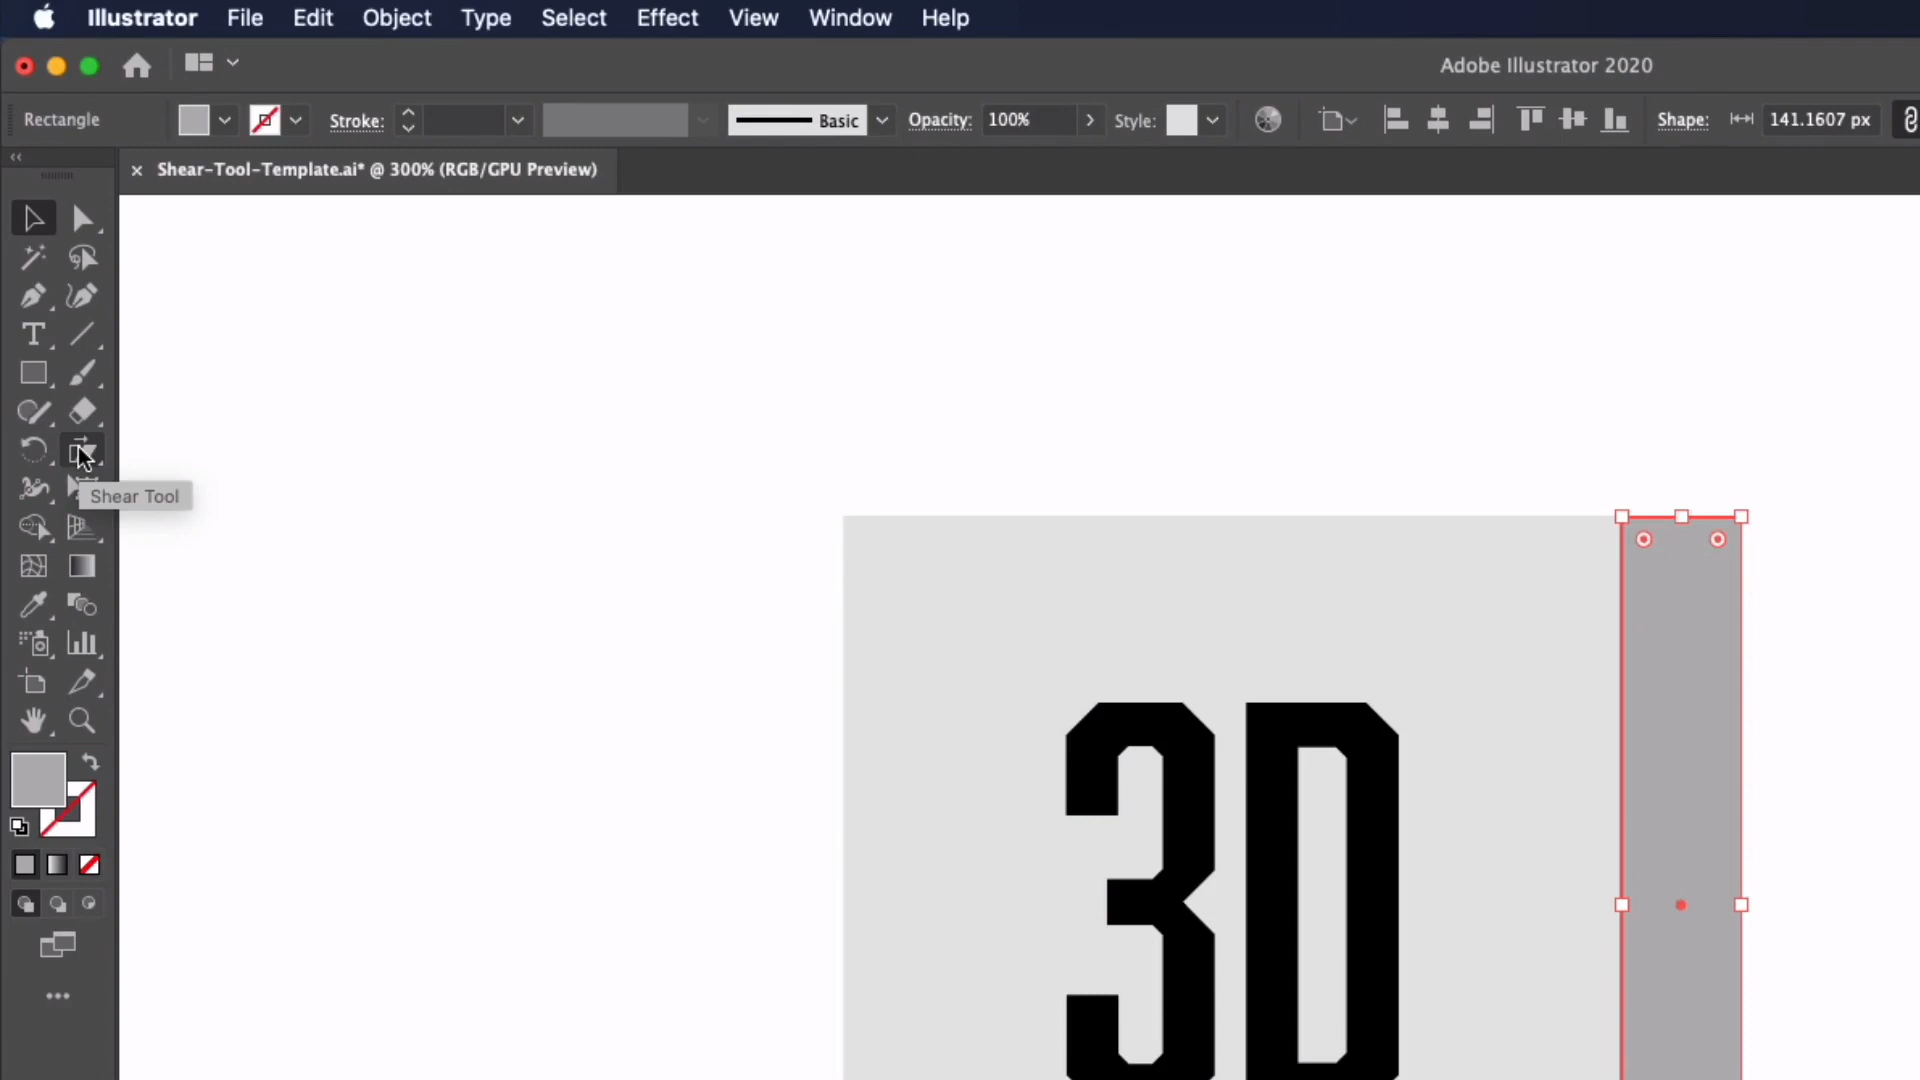 Illustrator File Edit Object Type Select Effect View Window Help
Adobe Illustrator 2020
Rectangle Stroke: Basic Opacity: 100% Style: Shape: 141.1607 px
Shear-Tool-Template.ai* @ 300% (RGB/GPU Preview)
Shear Tool
3D